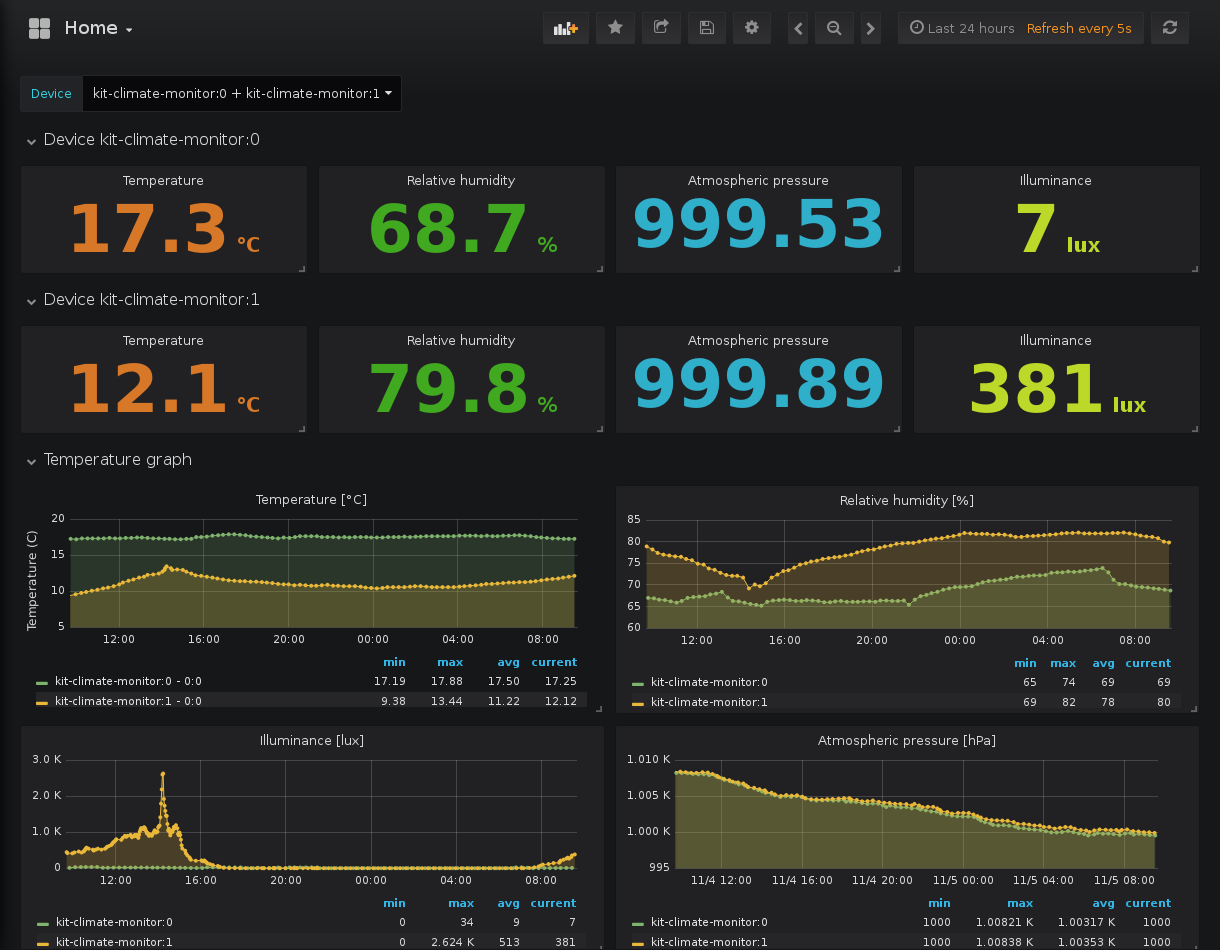 Home
Last 24 hours Refresh every 5s
Device kit-climate-monitor:0 + kit-climate-monitor:1
Device kit-climate-monitor:0
Temperature Relative humidity Atmospheric pressure Illuminance
17.3 °C 68.7 % 999.53 7 lux
Device kit-climate-monitor:1
Temperature Relative humidity Atmospheric pressure Illuminance
12.1 °C 79.8 % 999.89 381 lux
Temperature graph
Temperature [°C]
Temperature (C)
20
15
10
5
12:00 16:00 20:00 00:00 04:00 08:00
min max avg current
kit-climate-monitor:0 - 0:0 17.19 17.88 17.50 17.25
kit-climate-monitor:1 - 0:0 9.38 13.44 11.22 12.12
Relative humidity [%]
85
80
75
70
65
60
12:00 16:00 20:00 00:00 04:00 08:00
min max avg current
kit-climate-monitor:0 65 74 69 69
kit-climate-monitor:1 69 82 78 80
Illuminance [lux]
3.0 K
2.0 K
1.0 K
0
12:00 16:00 20:00 00:00 04:00 08:00
min max avg current
kit-climate-monitor:0 0 34 9 7
kit-climate-monitor:1 0 2.624 K 513 381
Atmospheric pressure [hPa]
1.010 K
1.005 K
1.000 K
995
11/4 12:00 11/4 16:00 11/4 20:00 11/5 00:00 11/5 04:00 11/5 08:00
min max avg current
kit-climate-monitor:0 1000 1.00821 K 1.00317 K 1000
kit-climate-monitor:1 1000 1.00838 K 1.00353 K 1000